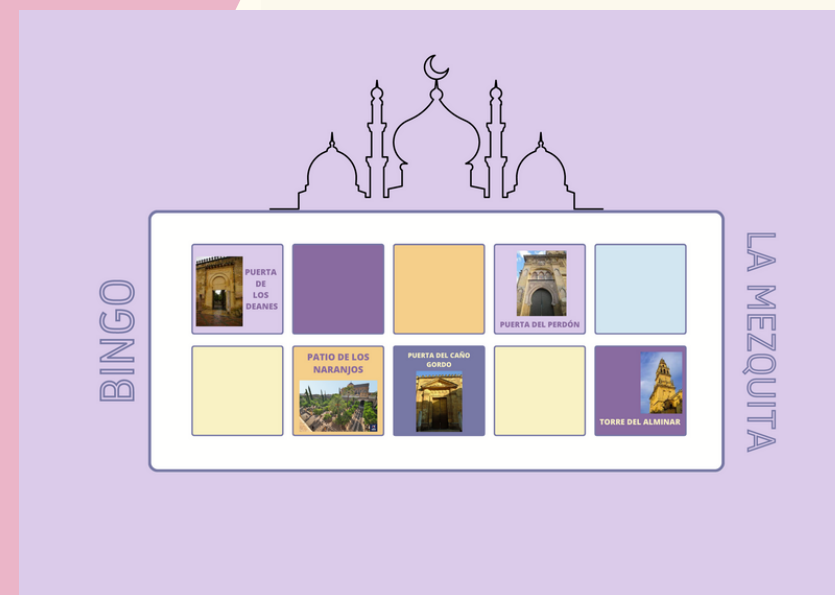 BINGO
PUERTA
DE
LOS
DEANES
PUERTA DEL PERDÓN
PATIO DE LOS
NARANJOS
PUERTA DEL CAÑO
GORDO
TORRE DEL ALMINAR
LA MEZQUITA